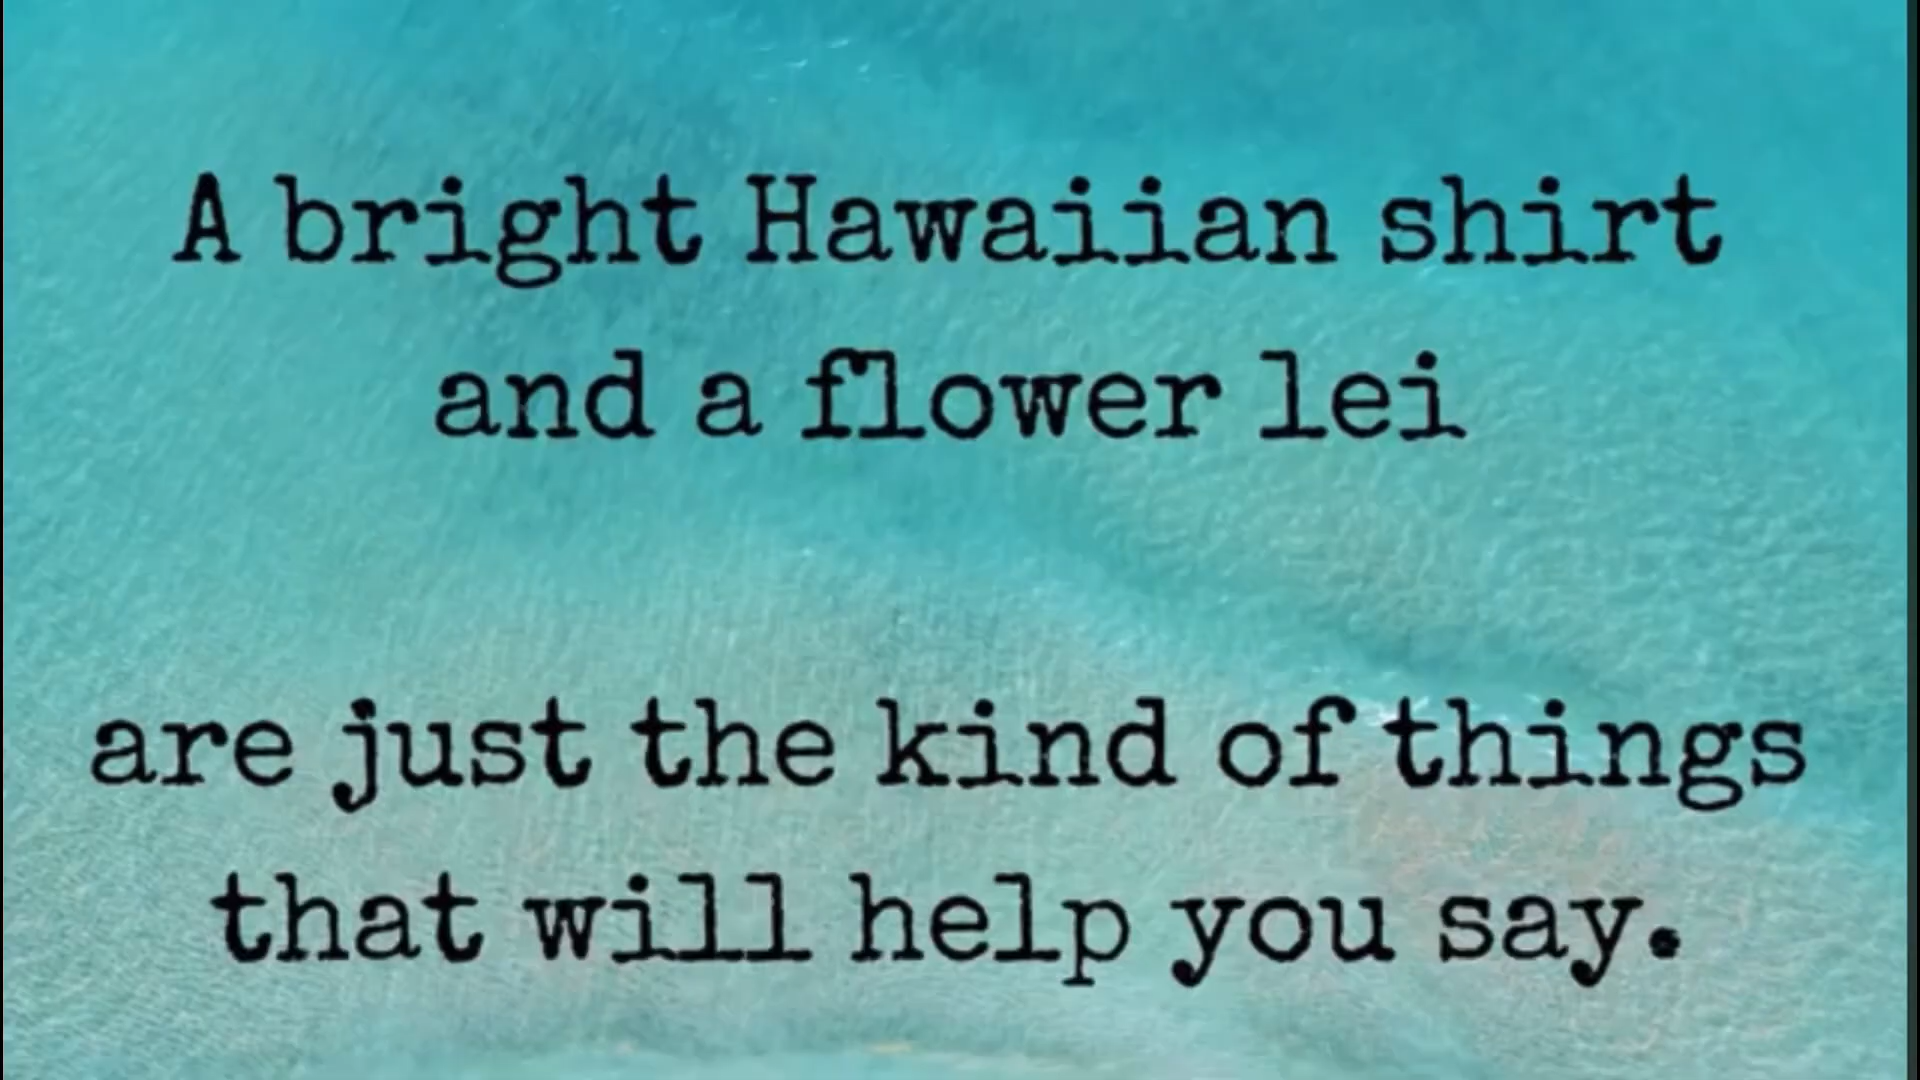 A bright Hawaiian shirt
and a flower lei
are just the kind of things
that will help you say.